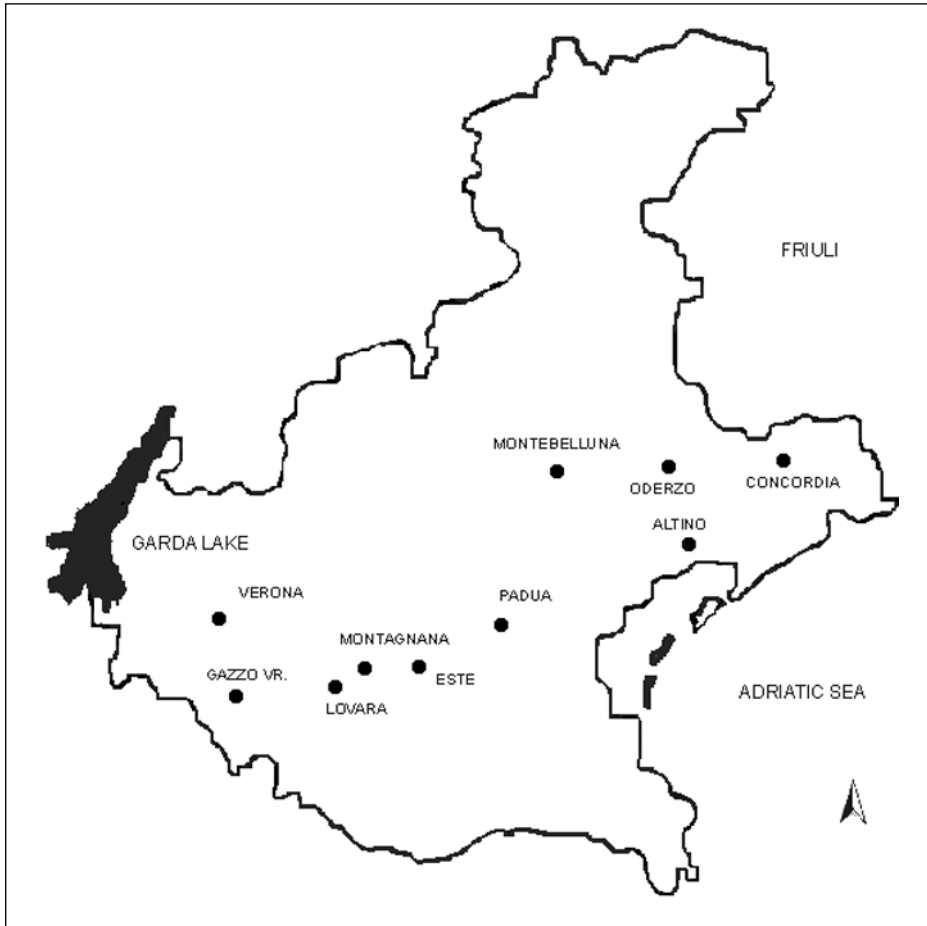 FRIULI
MONTEBELLUNA
ODERZO
CONCORDIA
ALTINO
GARDA LAKE
VERONA
PADUA
MONTAGNANA
ESTE
GAZZO VR.
LOVARA
ADRIATIC SEA